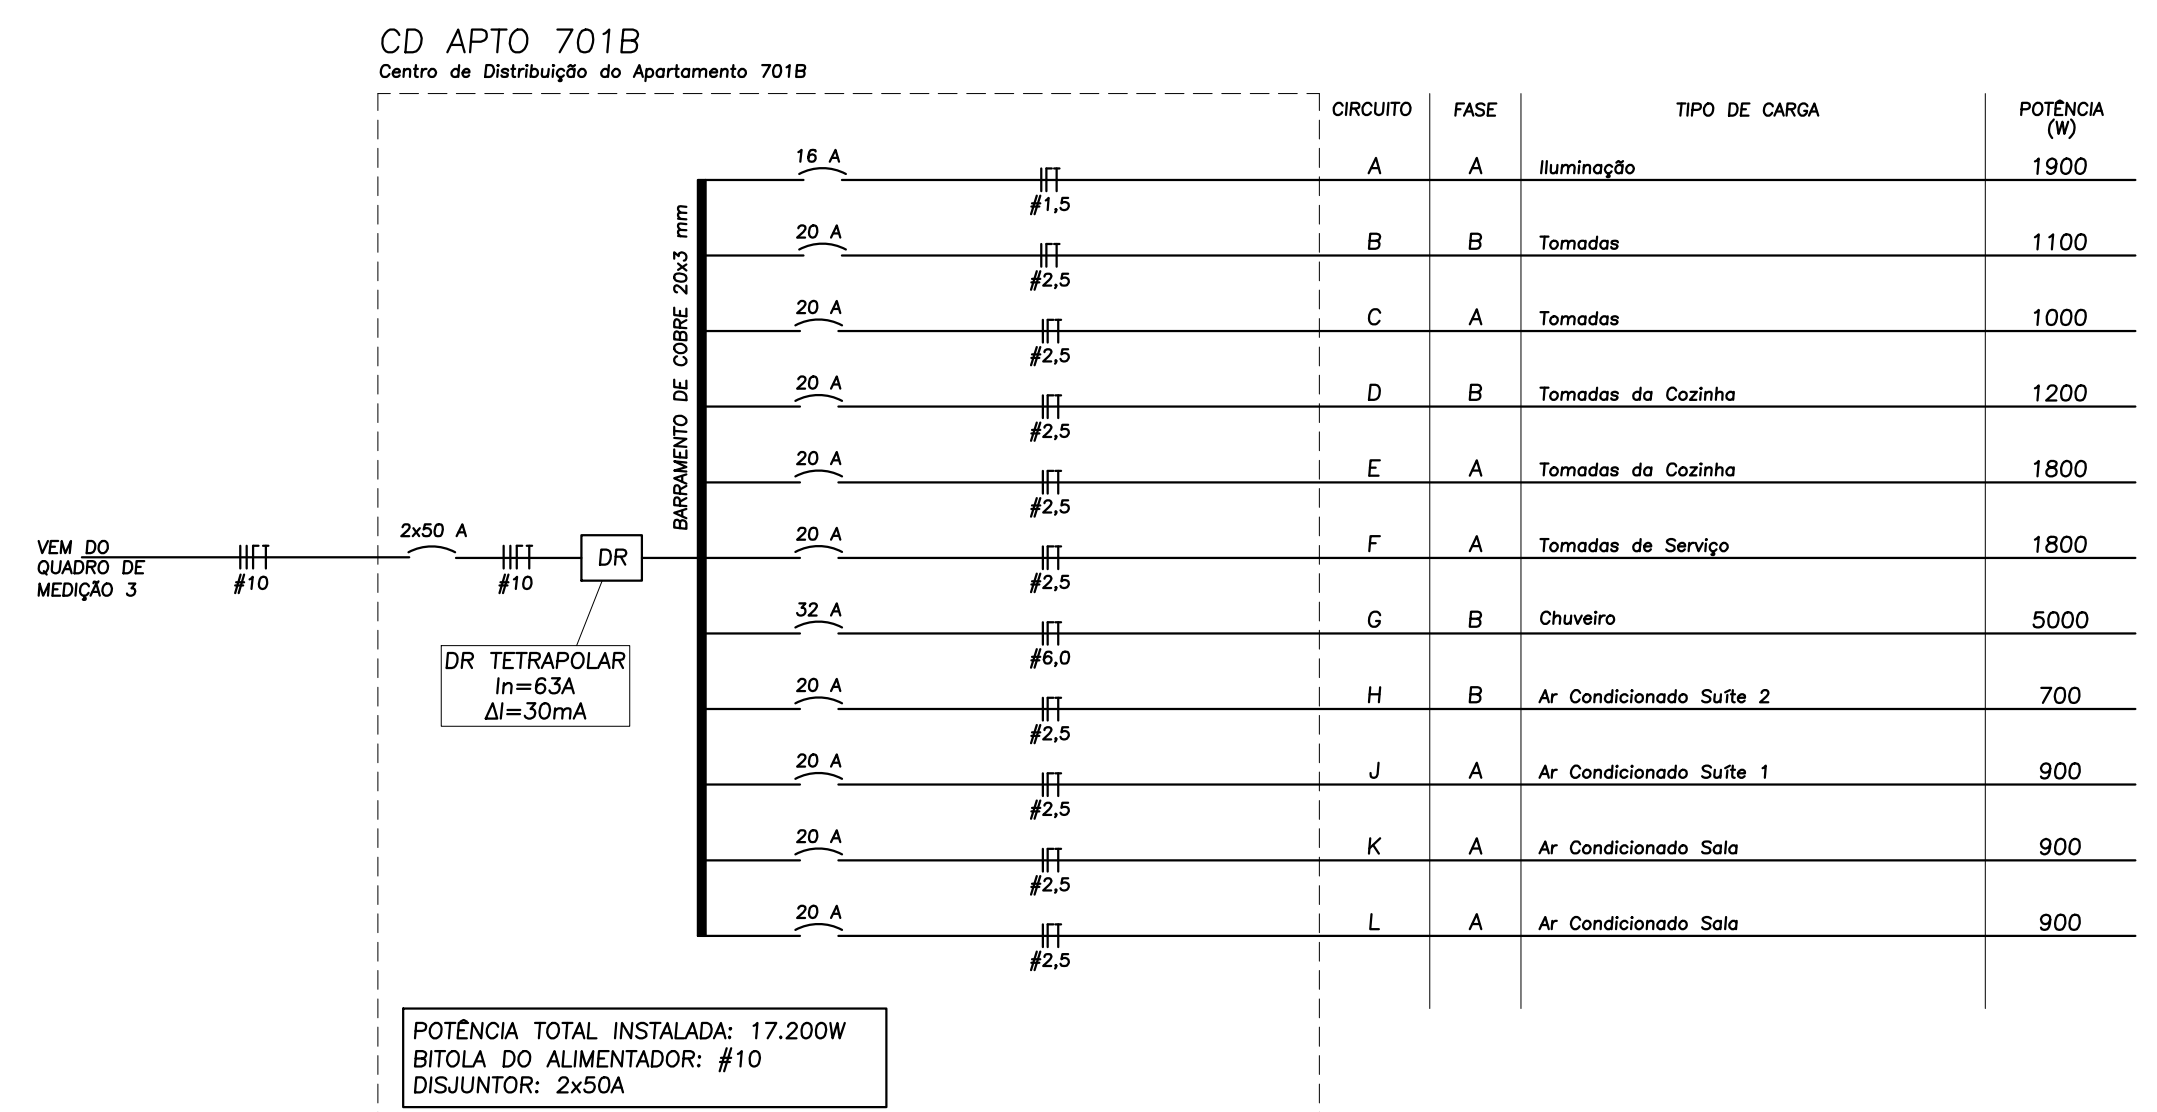 CD APTO 701B
Centro de Distribuição do Apartamento 701B
CIRCUITO FASE TIPO DE CARGA POTÊNCIA
(W)
16 A A A Iluminação 1900
#1,5
20 A B B Tomadas 1100
#2,5
20 A C A Tomadas 1000
#2,5
20 A D B Tomadas da Cozinha 1200
#2,5
20 A E A Tomadas da Cozinha 1800
#2,5
20 A F A Tomadas de Serviço 1800
#2,5
32 A G B Chuveiro 5000
#6,0
20 A H B Ar Condicionado Suíte 2 700
#2,5
20 A J A Ar Condicionado Suíte 1 900
#2,5
20 A K A Ar Condicionado Sala 900
#2,5
20 A L A Ar Condicionado Sala 900
#2,5
BARRAMENTO DE COBRE 20x3 mm
VEM DO
QUADRO DE
MEDIÇÃO 3
#10
2x50 A
#10
DR
DR TETRAPOLAR
In=63A
ΔI=30mA
POTÊNCIA TOTAL INSTALADA: 17.200W
BITOLA DO ALIMENTADOR: #10
DISJUNTOR: 2x50A